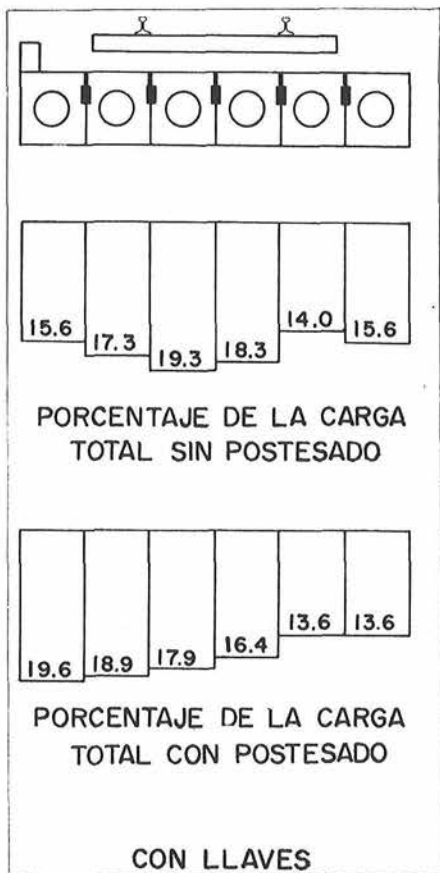 15.6 17.3 19.3 18.3 14.0 15.6
PORCENTAJE DE LA CARGA
TOTAL SIN POSTESADO
19.6 18.9 17.9 16.4 13.6 13.6
PORCENTAJE DE LA CARGA
TOTAL CON POSTESADO
CON LLAVES